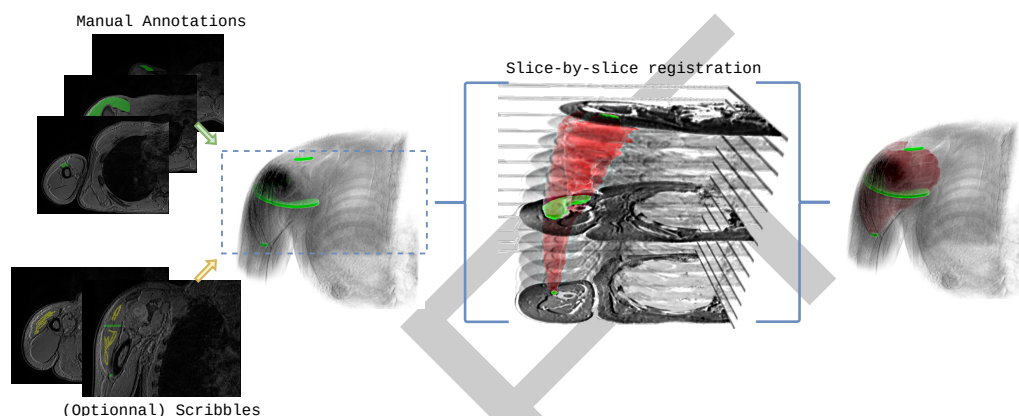 Manual Annotations
Slice-by-slice registration
(Optionnal) Scribbles